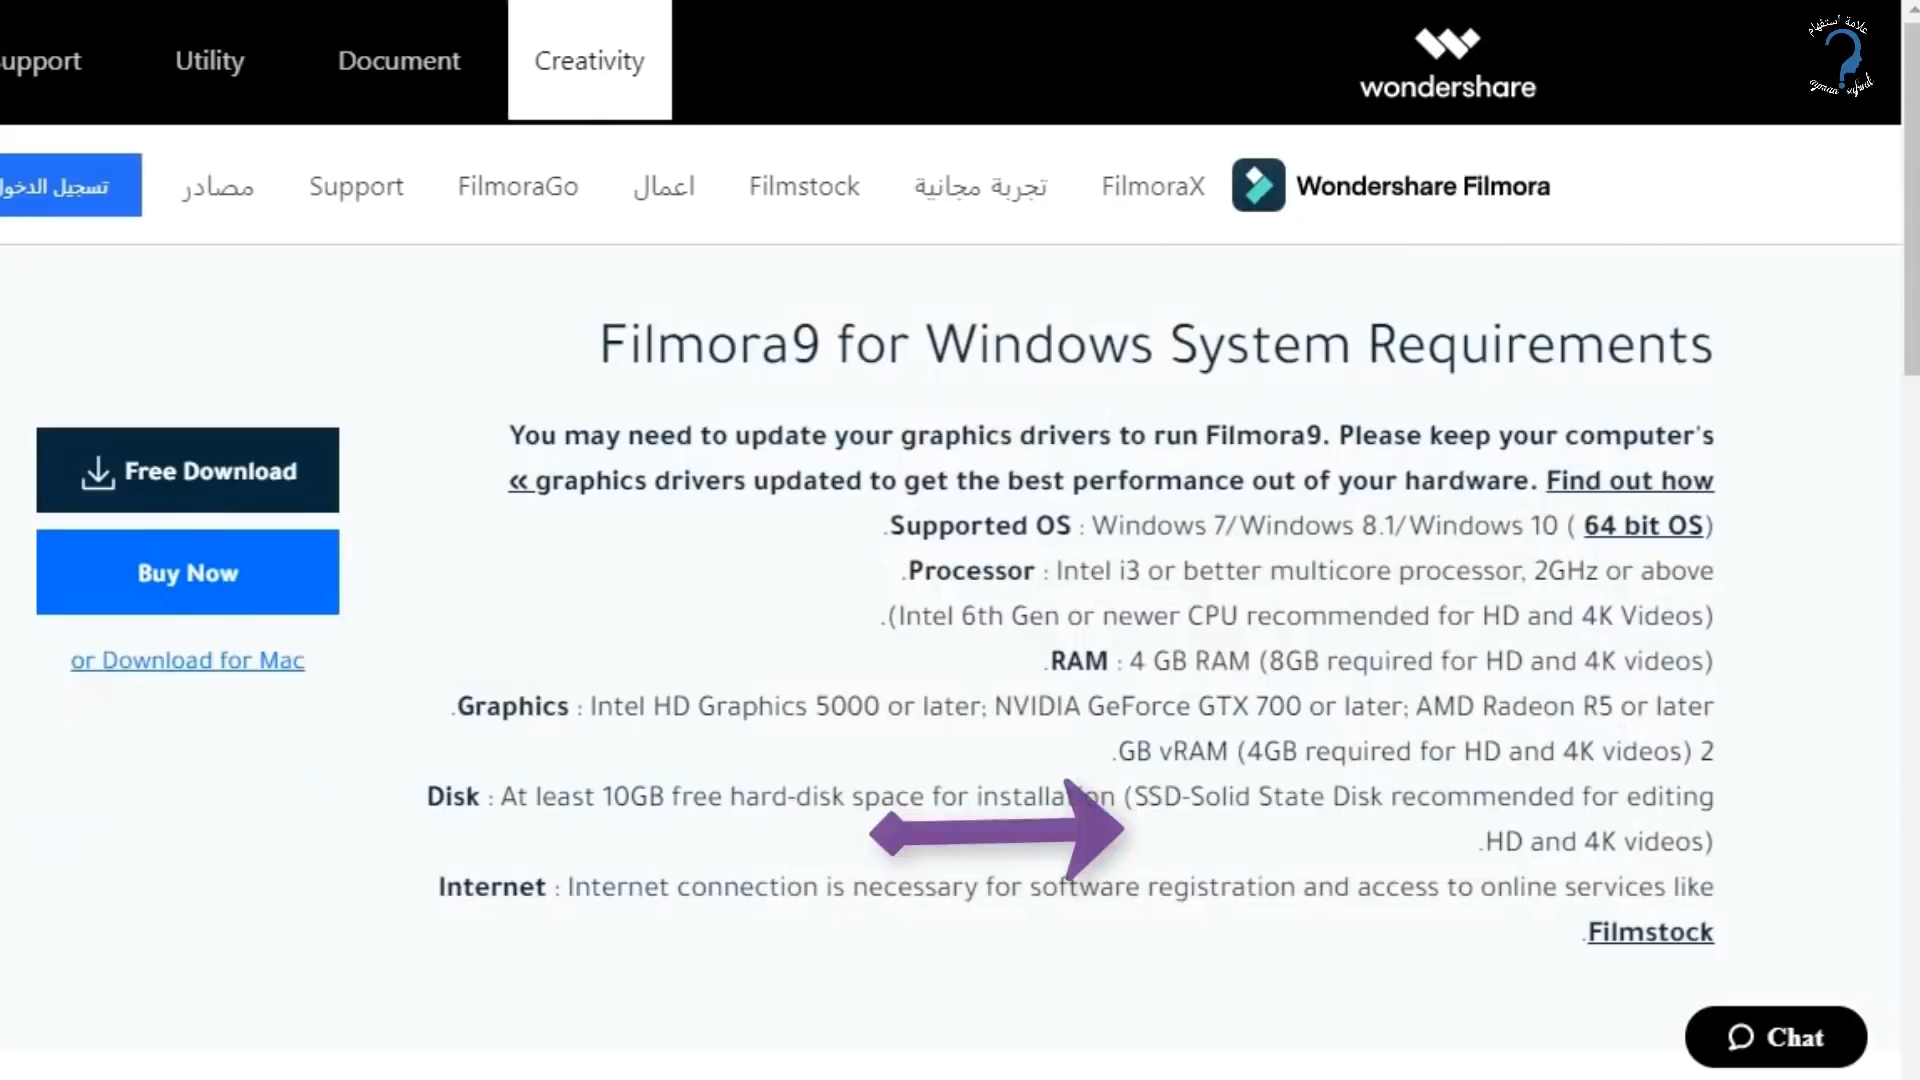 upport
Utility
Document
Creativity
wondershare
علامة استفهام
ayman safwat
تسجيل الدخول
مصادر
Support
FilmoraGo
اعمال
Filmstock
تجربة مجانية
FilmoraX
Wondershare Filmora
Filmora9 for Windows System Requirements
You may need to update your graphics drivers to run Filmora9. Please keep your computer's
« graphics drivers updated to get the best performance out of your hardware. Find out how
.Supported OS : Windows 7/Windows 8.1/Windows 10 ( 64 bit OS)
.Processor : Intel i3 or better multicore processor, 2GHz or above
.(Intel 6th Gen or newer CPU recommended for HD and 4K Videos)
.RAM : 4 GB RAM (8GB required for HD and 4K videos)
.Graphics : Intel HD Graphics 5000 or later; NVIDIA GeForce GTX 700 or later; AMD Radeon R5 or later
.GB vRAM (4GB required for HD and 4K videos) 2
Disk : At least 10GB free hard-disk space for installation (SSD-Solid State Disk recommended for editing
.HD and 4K videos)
Internet : Internet connection is necessary for software registration and access to online services like
.Filmstock
Free Download
Buy Now
or Download for Mac
Chat